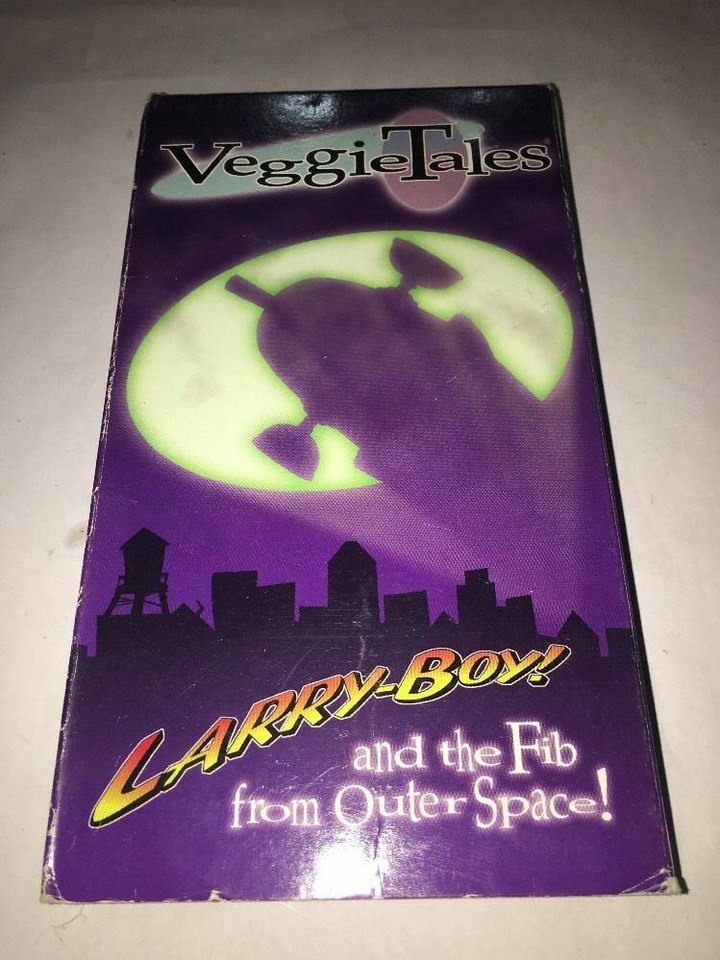 VeggieTales
LARRY-BOY!
and the Fib
from Outer Space!